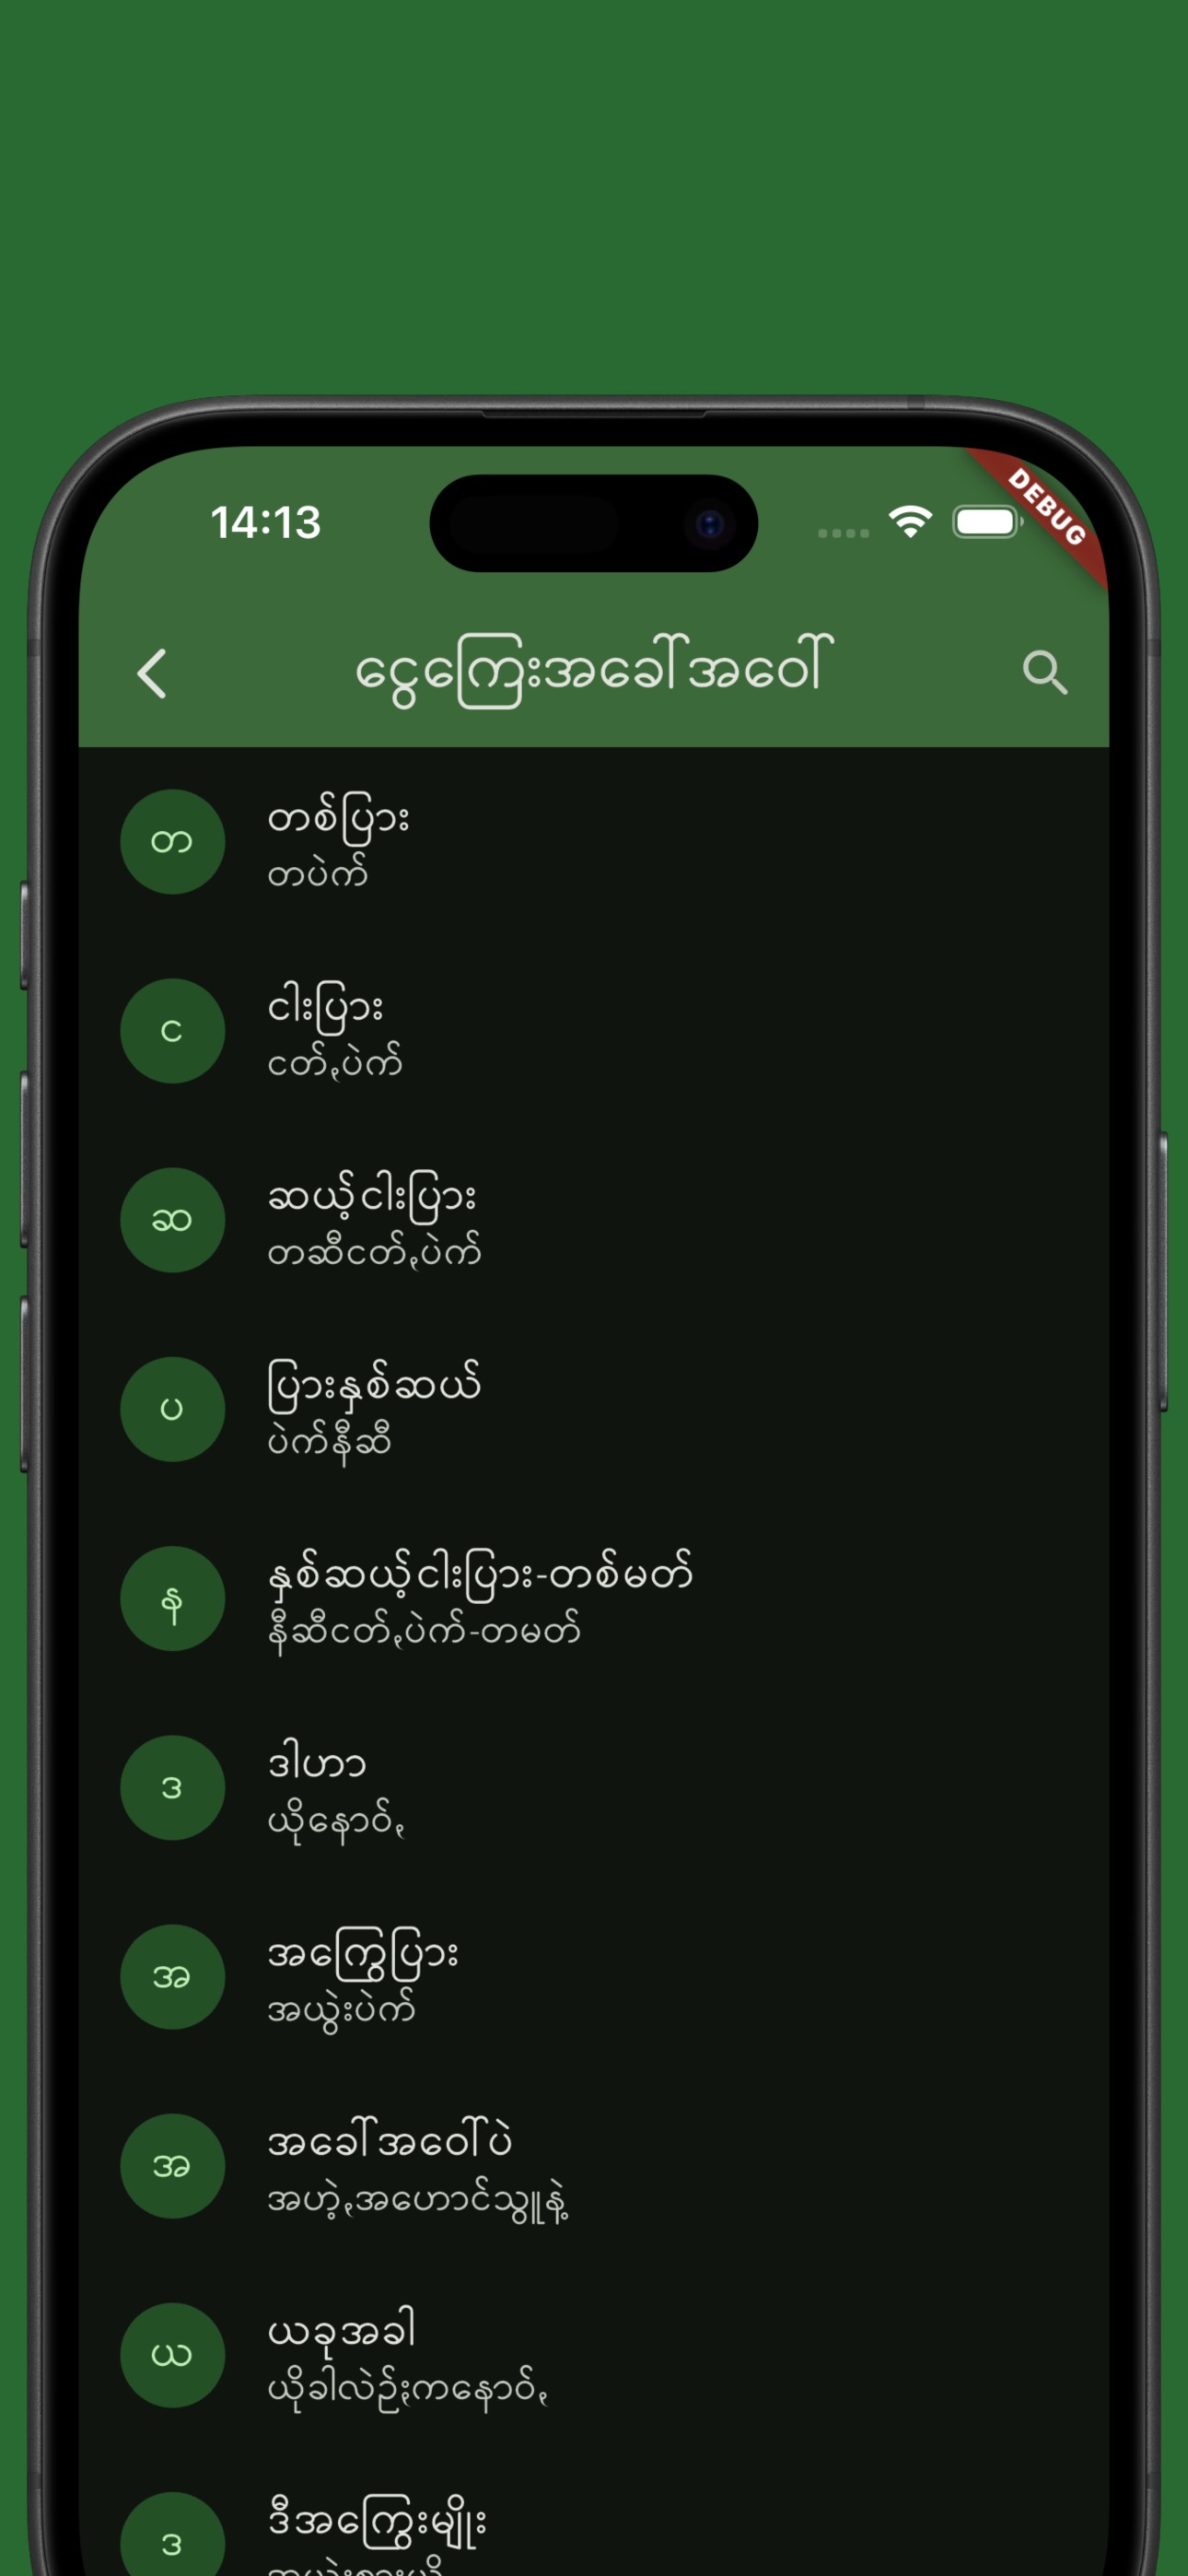 14:13
DEBUG
ငွေကြေးအခေါ်အဝေါ်
တ
တစ်ပြား
တပဲက်
င
ငါးပြား
ငတ်ႇပဲက်
ဆ
ဆယ့်ငါးပြား
တဆီငတ်ႇပဲက်
ပ
ပြားနှစ်ဆယ်
ပဲက်နီဆီ
န
နှစ်ဆယ့်ငါးပြား-တစ်မတ်
နီဆီငတ်ႇပဲက်-တမတ်
ဒ
ဒါဟာ
ယိုနောဝ်ႇ
အ
အကြွေပြား
အယွဲးပဲက်
အ
အခေါ်အဝေါ်ပဲ
အဟဲ့ႇအဟောင်သွူနဲ့
ယ
ယခုအခါ
ယိုခါလဲဉ်ႏကနောဝ်ႇ
ဒ
ဒီအကြွေးမျိုး